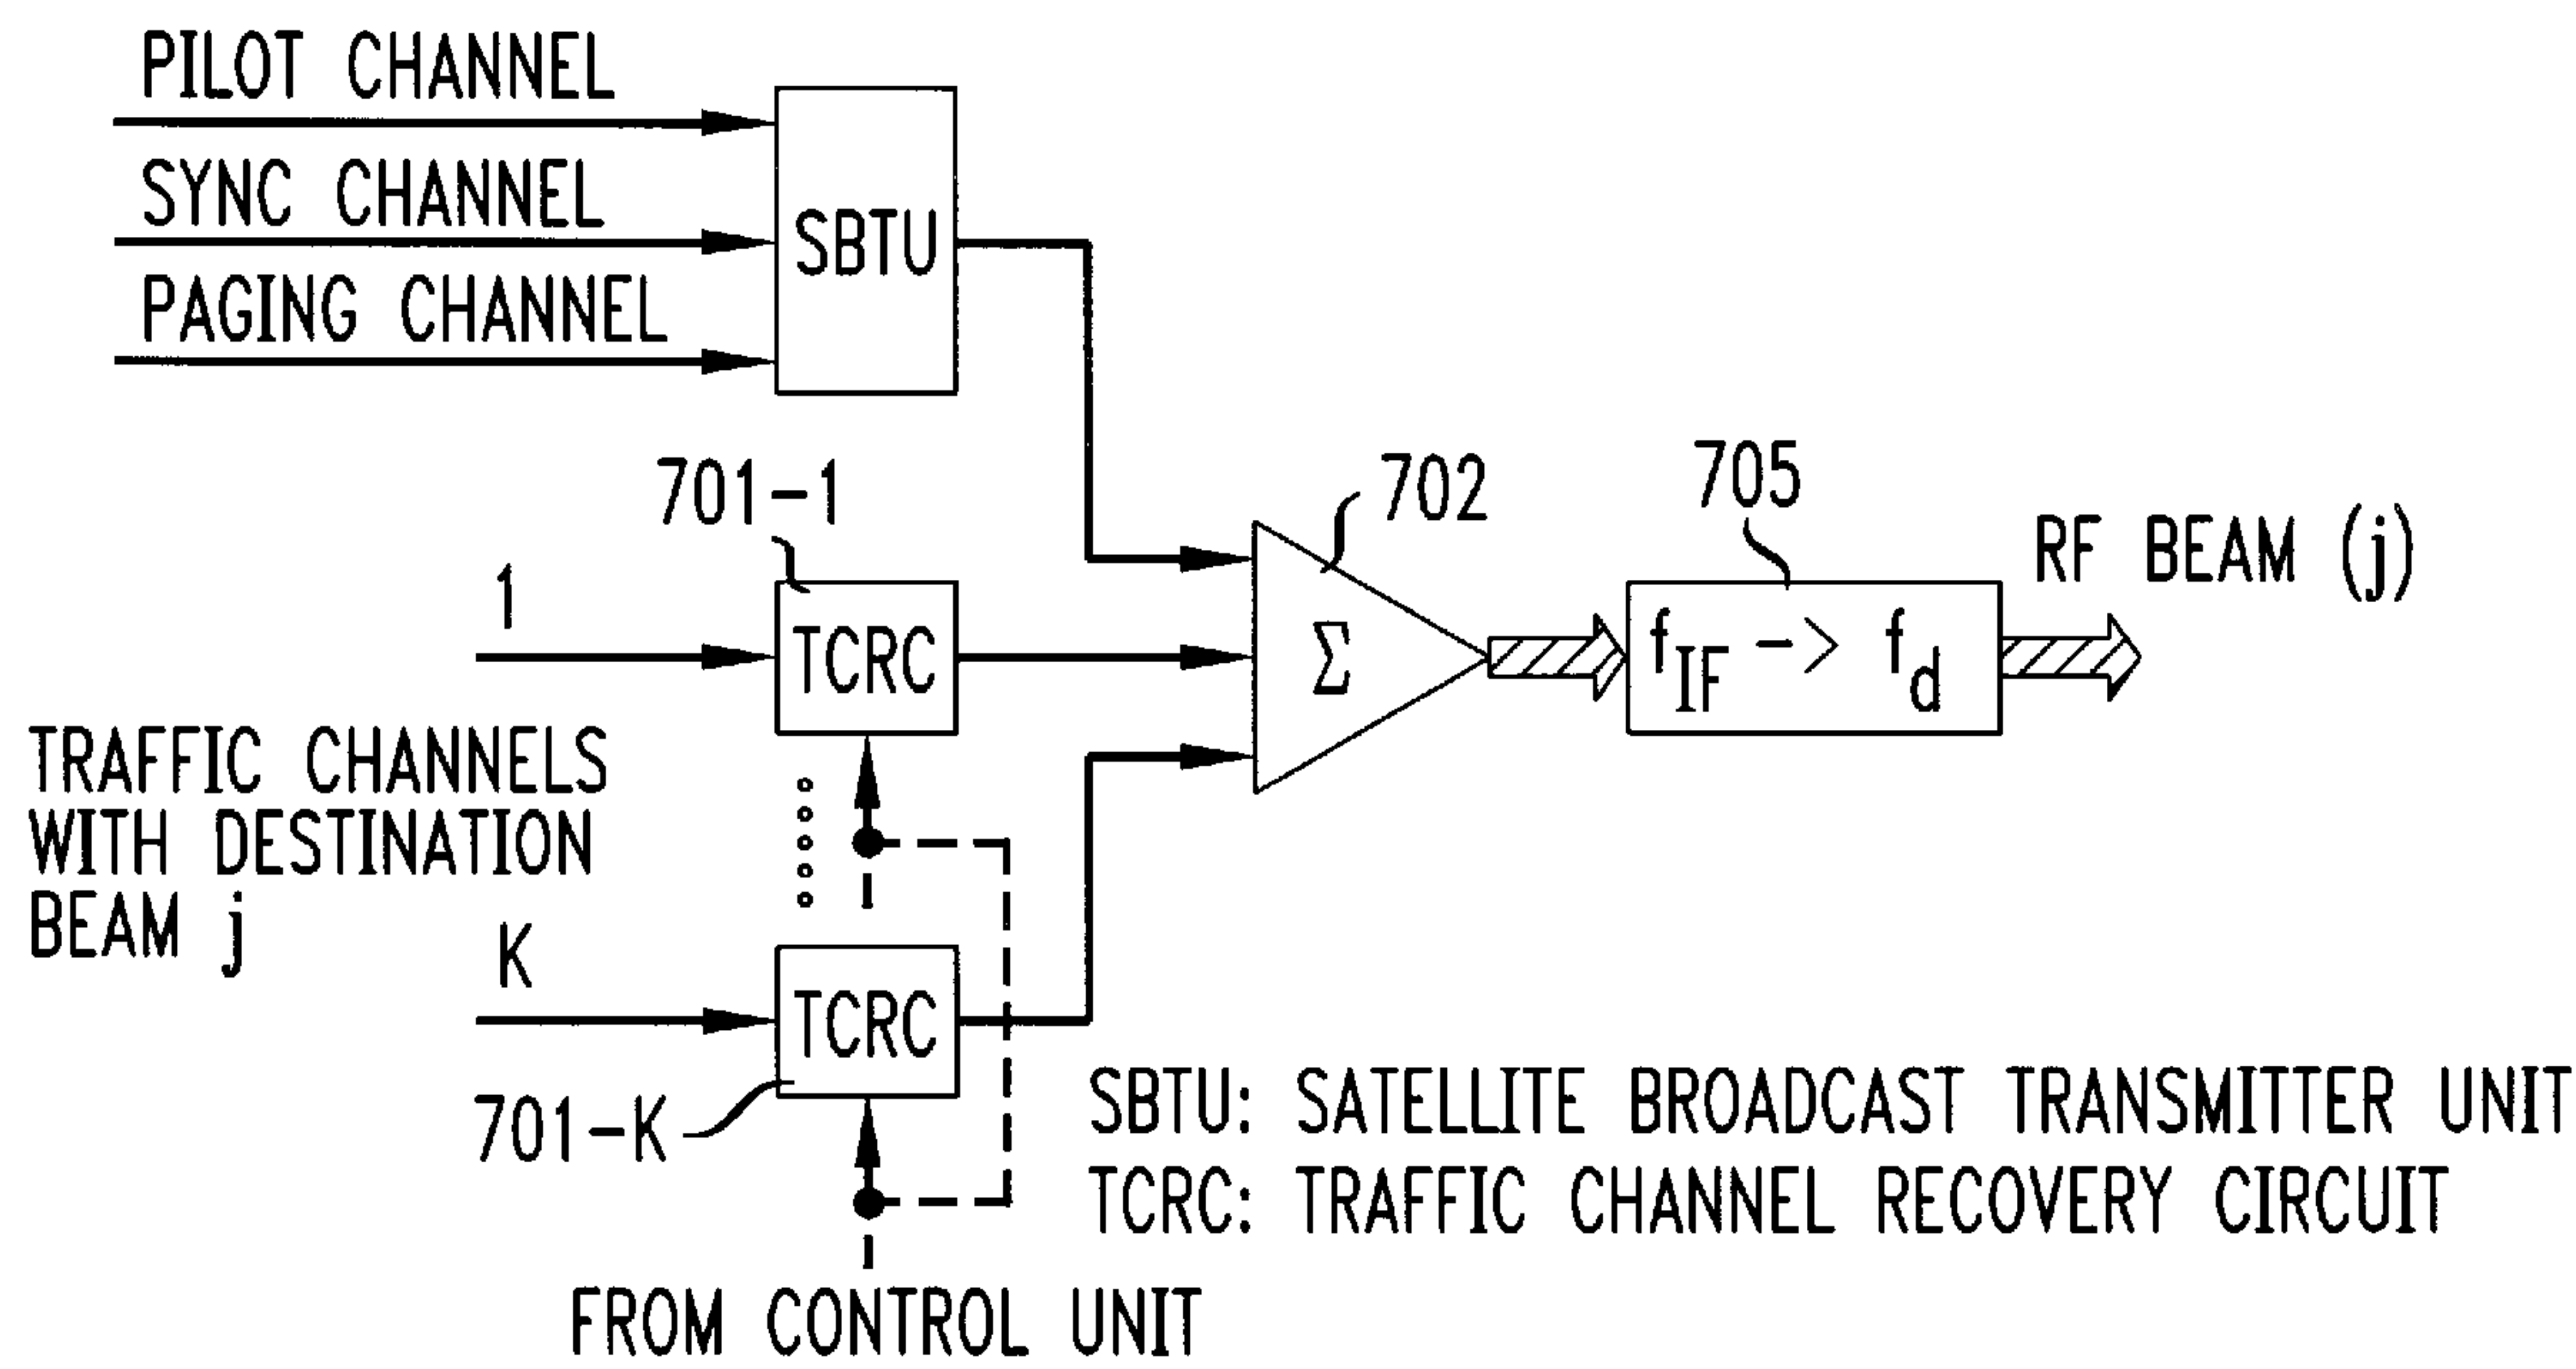 PILOT CHANNEL
SYNC CHANNEL
PAGING CHANNEL
SBTU
701-1
702
705
RF BEAM (j)
1
TCRC
Σ
f_IF -> f_d
TRAFFIC CHANNELS
WITH DESTINATION
BEAM j
K
TCRC
701-K
SBTU: SATELLITE BROADCAST TRANSMITTER UNIT
TCRC: TRAFFIC CHANNEL RECOVERY CIRCUIT
FROM CONTROL UNIT